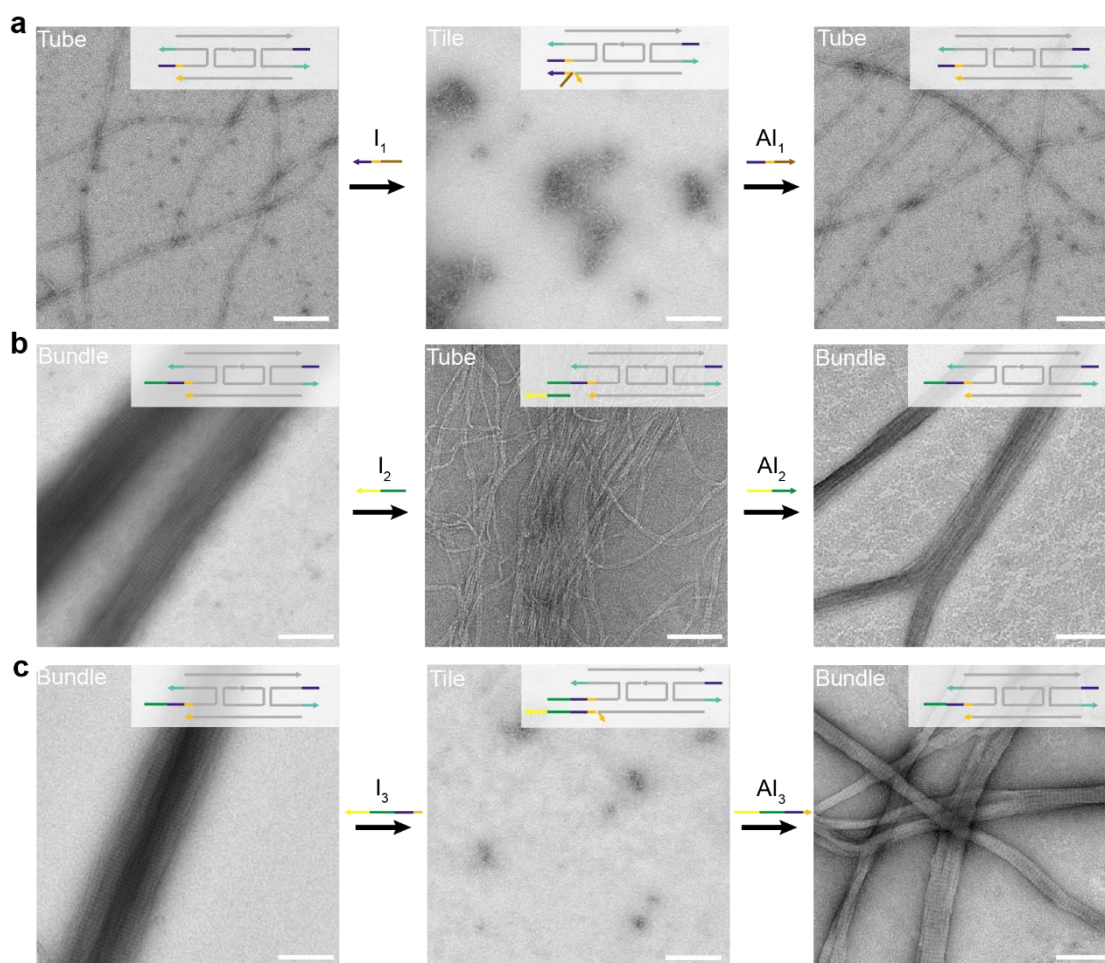 a
Tube
Tile
Tube
I₁
AI₁
b
Bundle
Tube
Bundle
I₂
AI₂
c
Bundle
Tile
Bundle
I₃
AI₃